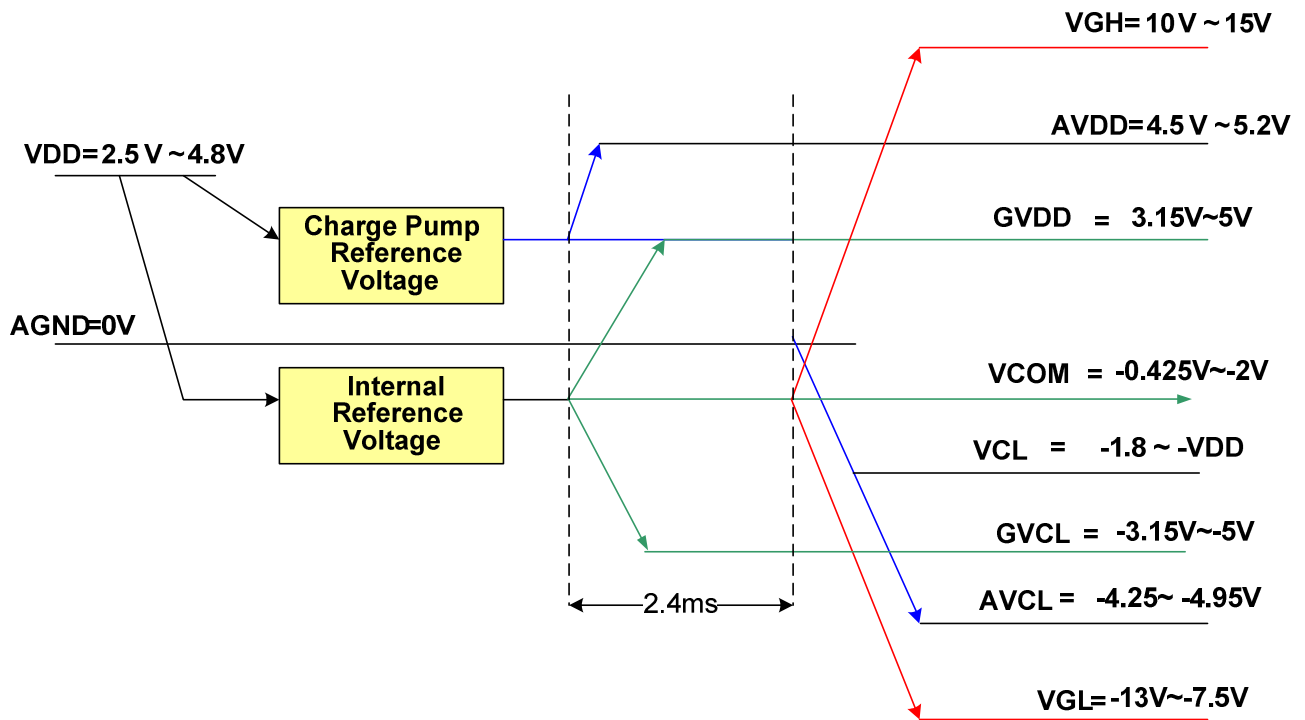 VGH= 10 V ~ 15V
AVDD= 4.5 V ~ 5.2V
VDD= 2.5 V ~ 4.8V
GVDD = 3.15V~5V
Charge Pump
Reference
Voltage
AGND=0V
VCOM = -0.425V~-2V
Internal
Reference
Voltage
VCL = -1.8 ~ -VDD
GVCL = -3.15V~-5V
2.4ms
AVCL = -4.25~ -4.95V
VGL= -13V~-7.5V